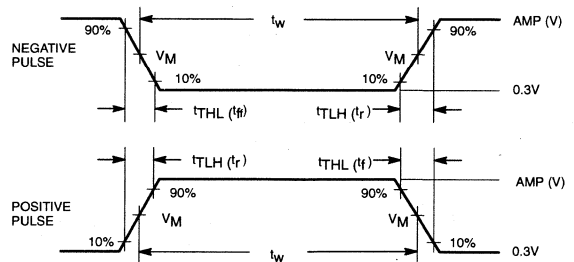 90%
tw
90%
AMP (V)
NEGATIVE
PULSE
VM
VM
10%
10%
0.3V
tTHL (tff)
tTLH (tr)
tTLH (tr)
tTHL (tf)
90%
90%
AMP (V)
POSITIVE
PULSE
VM
VM
10%
10%
0.3V
tw